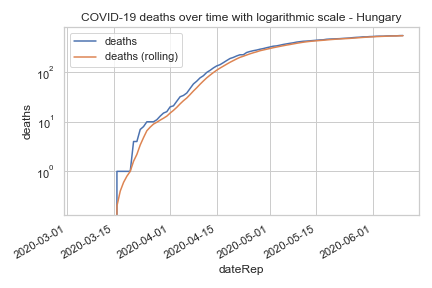 COVID-19 deaths over time with logarithmic scale - Hungary
deaths
deaths (rolling)
10²
10¹
10⁰
deaths
2020-03-01
2020-03-15
2020-04-01
2020-04-15
2020-05-01
2020-05-15
2020-06-01
dateRep